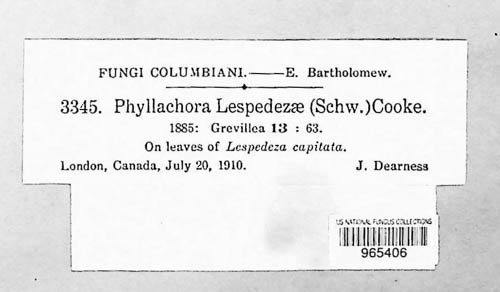 FUNGI COLUMBIANI.——E. Bartholomew.
3345. Phyllachora Lespedezæ (Schw.)Cooke.
1885: Grevillea 13 : 63.
On leaves of Lespedeza capitata.
London, Canada, July 20, 1910. J. Dearness
US NATIONAL FUNGUS COLLECTIONS
965406